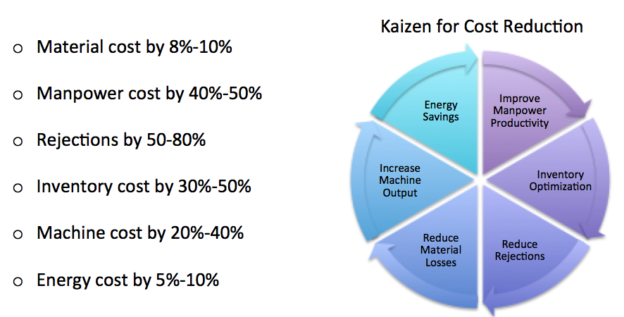 Kaizen for Cost Reduction
Material cost by 8%-10%
Manpower cost by 40%-50%
Rejections by 50-80%
Inventory cost by 30%-50%
Machine cost by 20%-40%
Energy cost by 5%-10%
Energy
Savings
Improve
Manpower
Productivity
Inventory
Optimization
Reduce
Rejections
Reduce
Material
Losses
Increase
Machine
Output